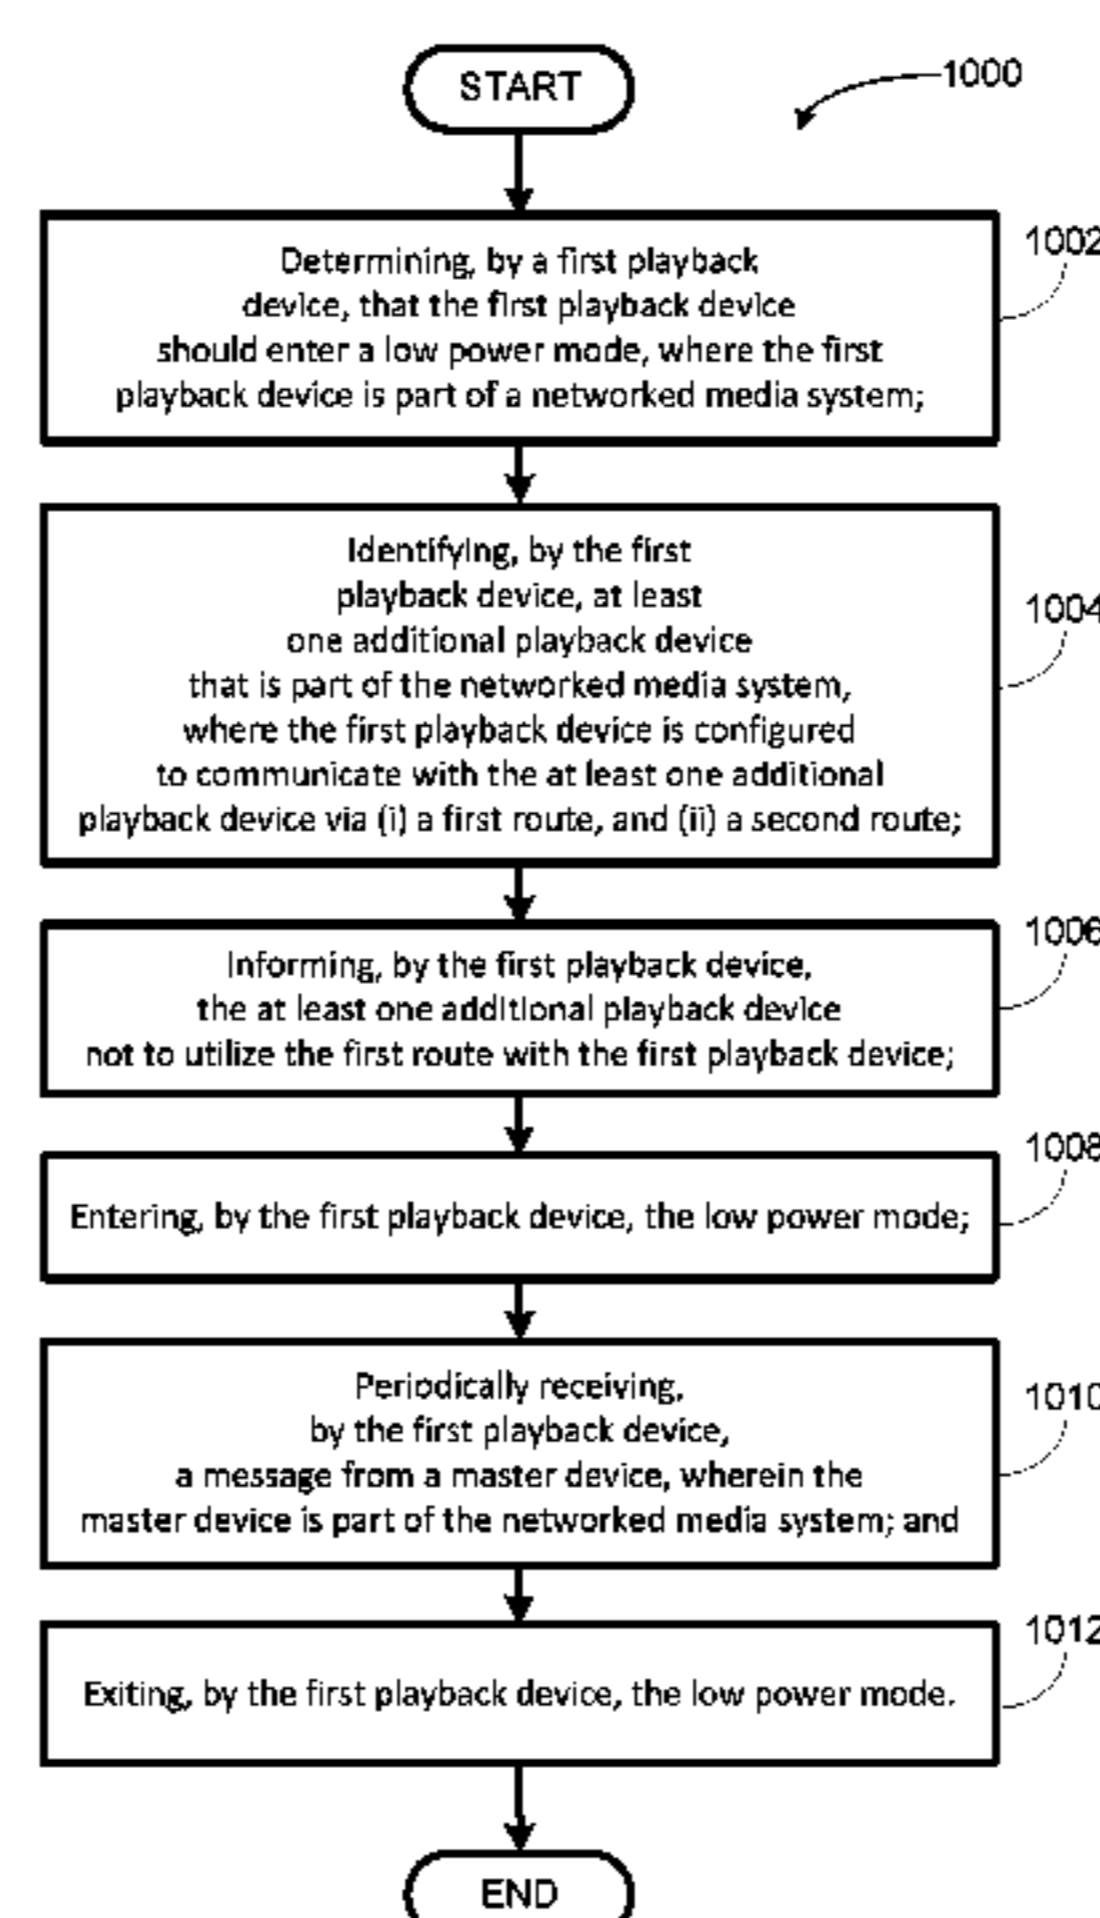 START
1000
Determining, by a first playback
device, that the first playback device
should enter a low power mode, where the first
playback device is part of a networked media system;
1002
Identifying, by the first
playback device, at least
one additional playback device
that is part of the networked media system,
where the first playback device is configured
to communicate with the at least one additional
playback device via (i) a first route, and (ii) a second route;
1004
Informing, by the first playback device,
the at least one additional playback device
not to utilize the first route with the first playback device;
1006
Entering, by the first playback device, the low power mode;
1008
Periodically receiving,
by the first playback device,
a message from a master device, wherein the
master device is part of the networked media system; and
1010
Exiting, by the first playback device, the low power mode.
1012
END